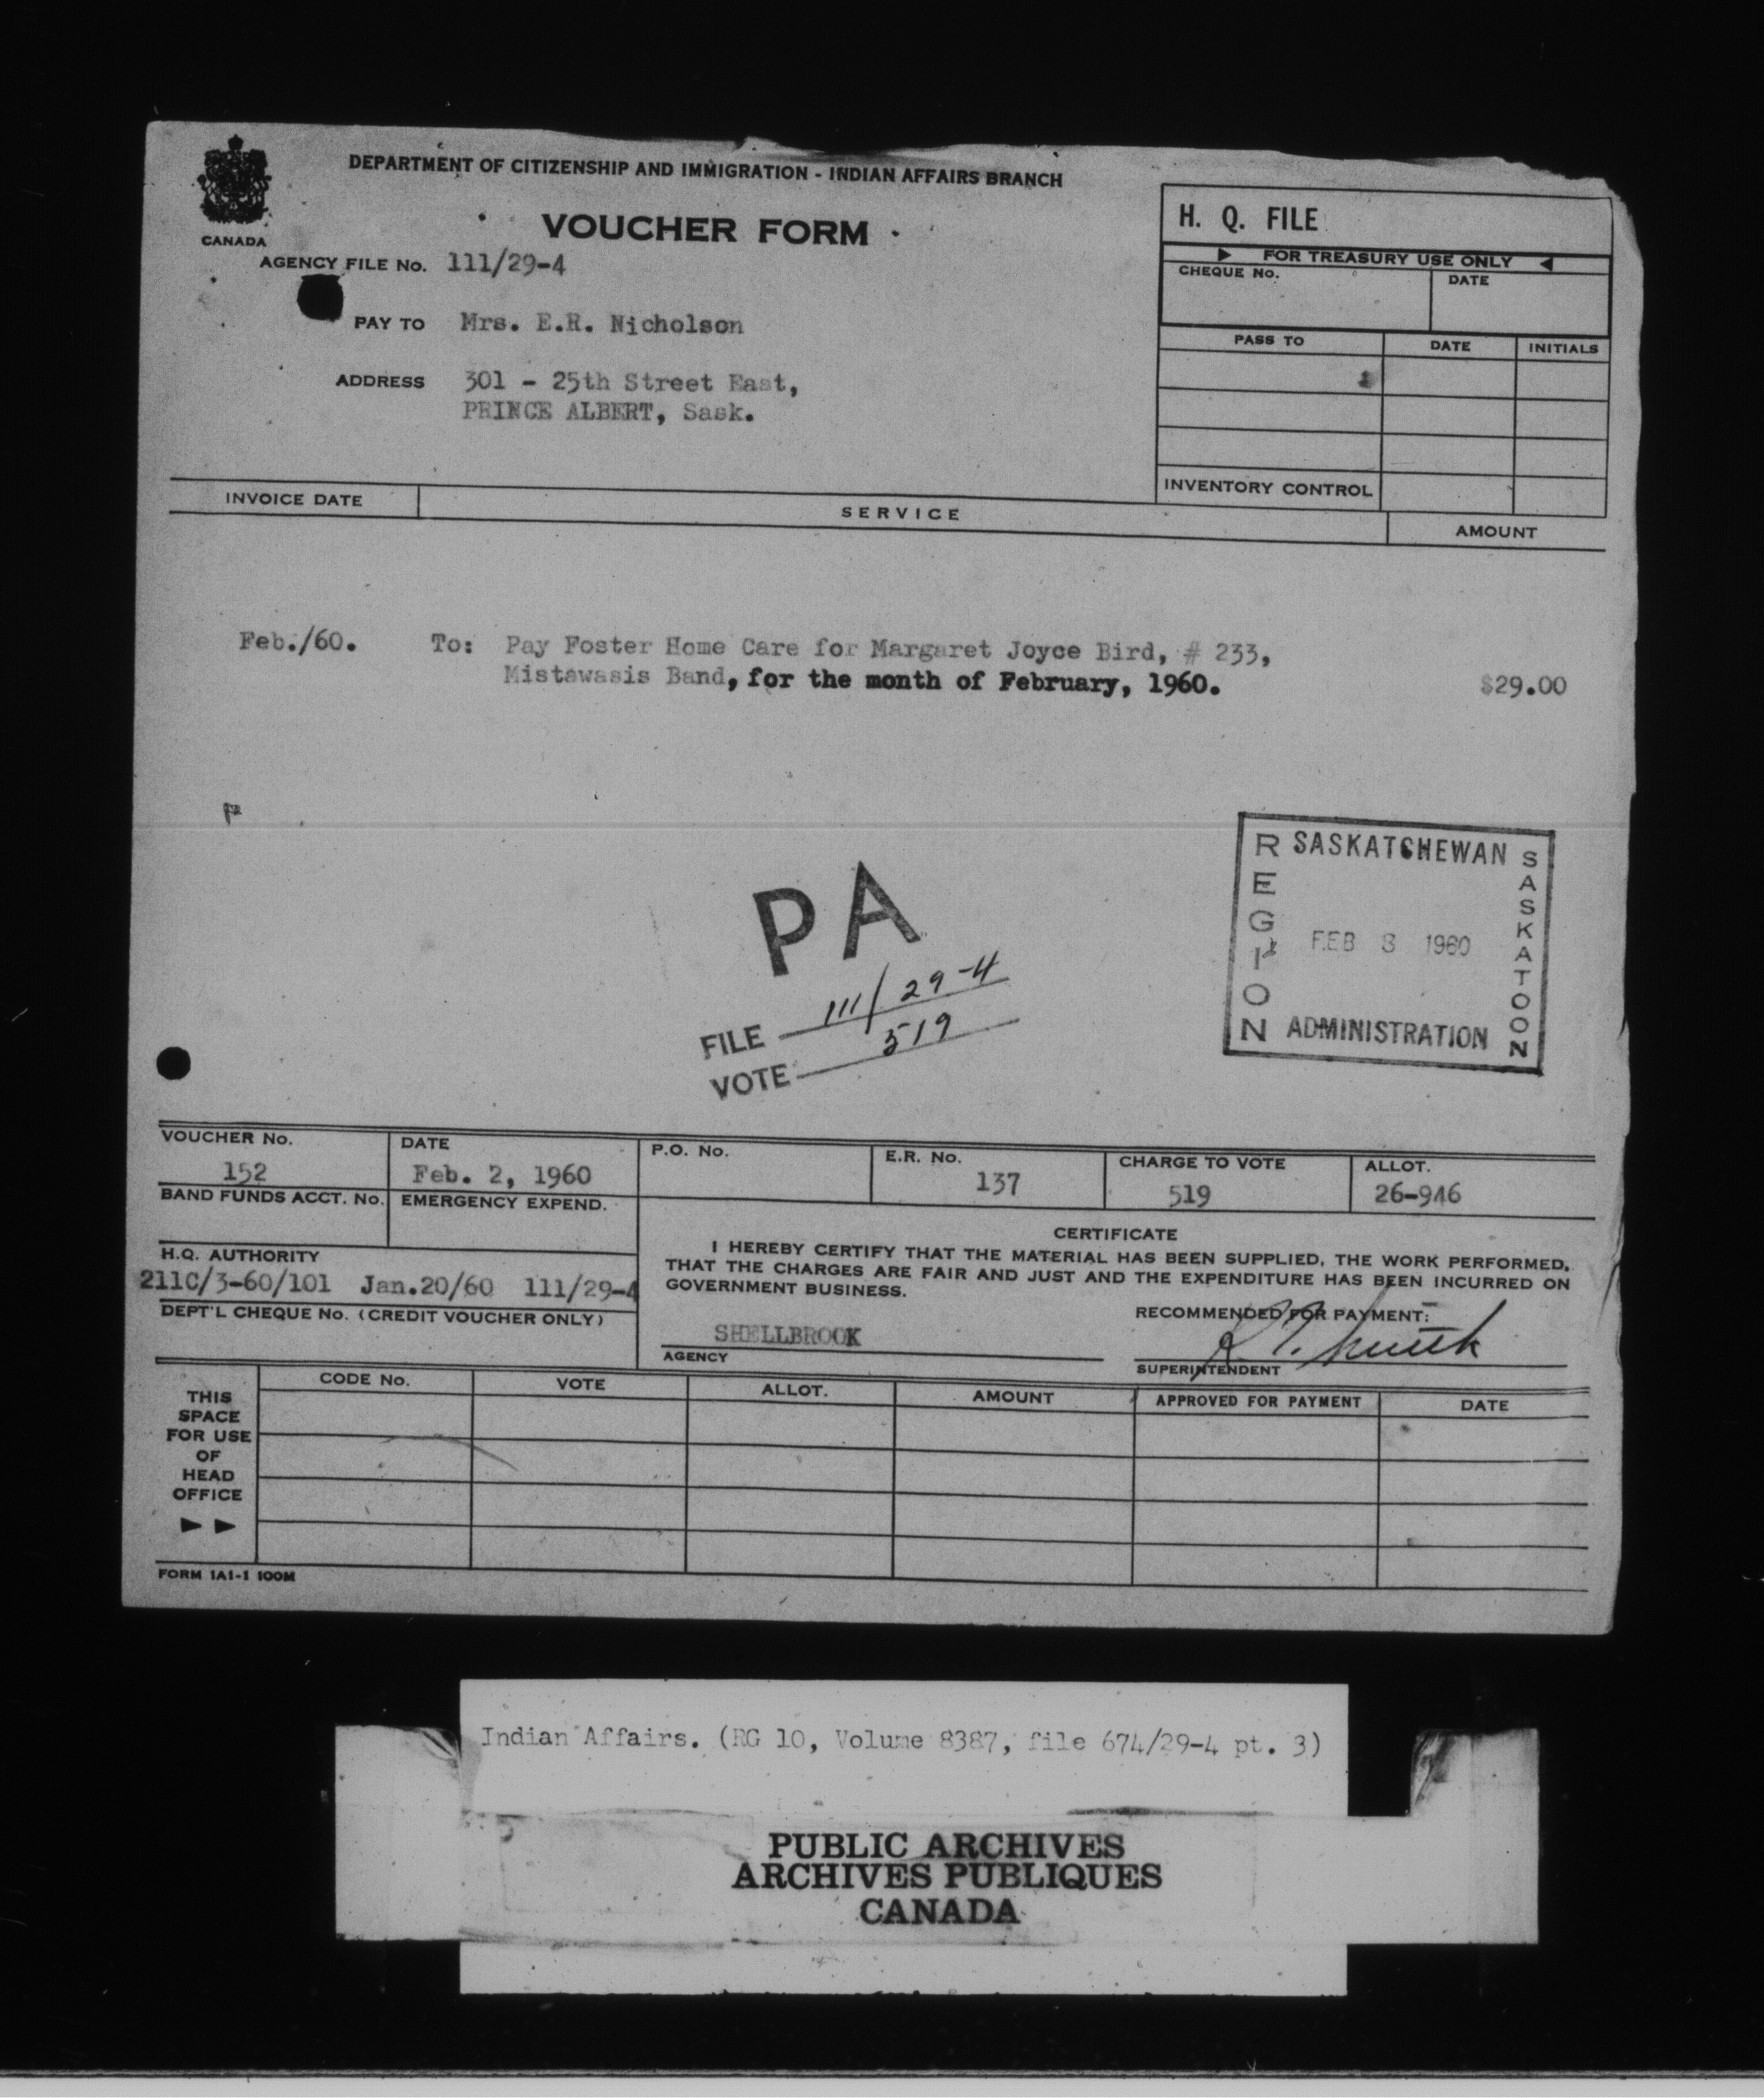 DEPARTMENT OF CITIZENSHIP AND IMMIGRATION - INDIAN AFFAIRS BRANCH
CANADA
VOUCHER FORM
AGENCY FILE No. 111/29-4
PAY TO Mrs. E.R. Nicholson
ADDRESS 301 - 25th Street East,
PRINCE ALBERT, Sask.
H. Q. FILE
FOR TREASURY USE ONLY
CHEQUE No. DATE
PASS TO DATE INITIALS
INVENTORY CONTROL
INVOICE DATE SERVICE AMOUNT
Feb./60. To: Pay Foster Home Care for Margaret Joyce Bird, # 233,
Mistawasis Band, for the month of February, 1960. $29.00
PA
FILE 111/29-4
VOTE 519
SASKATCHEWAN
REGION
FEB 8 1960
SASKATOON
ADMINISTRATION
VOUCHER No. DATE P.O. No. E.R. No. CHARGE TO VOTE ALLOT.
152 Feb. 2, 1960 137 519 26-946
BAND FUNDS ACCT. No. EMERGENCY EXPEND.
H.Q. AUTHORITY
211C/3-60/101 Jan.20/60 111/29-4
DEPT'L CHEQUE No. (CREDIT VOUCHER ONLY)
CERTIFICATE
I HEREBY CERTIFY THAT THE MATERIAL HAS BEEN SUPPLIED, THE WORK PERFORMED,
THAT THE CHARGES ARE FAIR AND JUST AND THE EXPENDITURE HAS BEEN INCURRED ON
GOVERNMENT BUSINESS.
RECOMMENDED FOR PAYMENT:
SHELLBROOK
AGENCY
SUPERINTENDENT
THIS
SPACE
FOR USE
OF
HEAD
OFFICE
CODE No. VOTE ALLOT. AMOUNT APPROVED FOR PAYMENT DATE
FORM 1A1-1 100M
Indian Affairs. (RG 10, Volume 8387, file 674/29-4 pt. 3)
PUBLIC ARCHIVES
ARCHIVES PUBLIQUES
CANADA